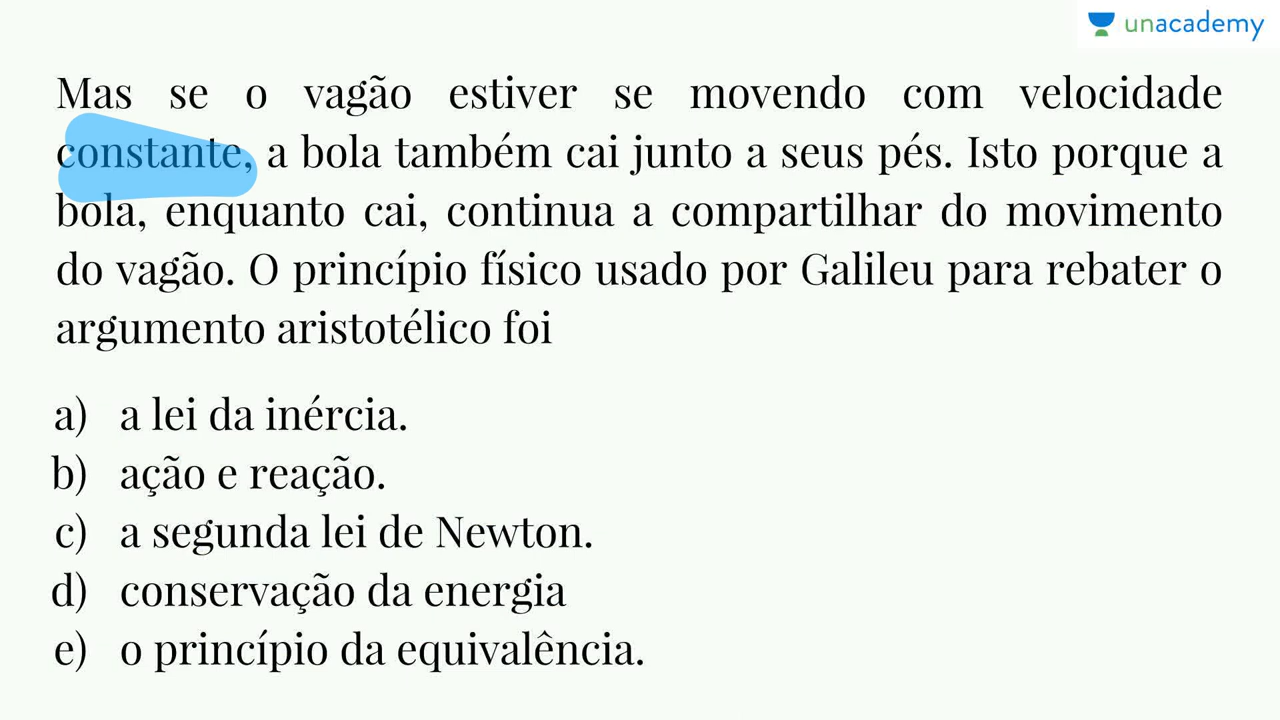 unacademy
Mas se o vagão estiver se movendo com velocidade
constante, a bola também cai junto a seus pés. Isto porque a
bola, enquanto cai, continua a compartilhar do movimento
do vagão. O princípio físico usado por Galileu para rebater o
argumento aristotélico foi
a) a lei da inércia.
b) ação e reação.
c) a segunda lei de Newton.
d) conservação da energia
e) o princípio da equivalência.